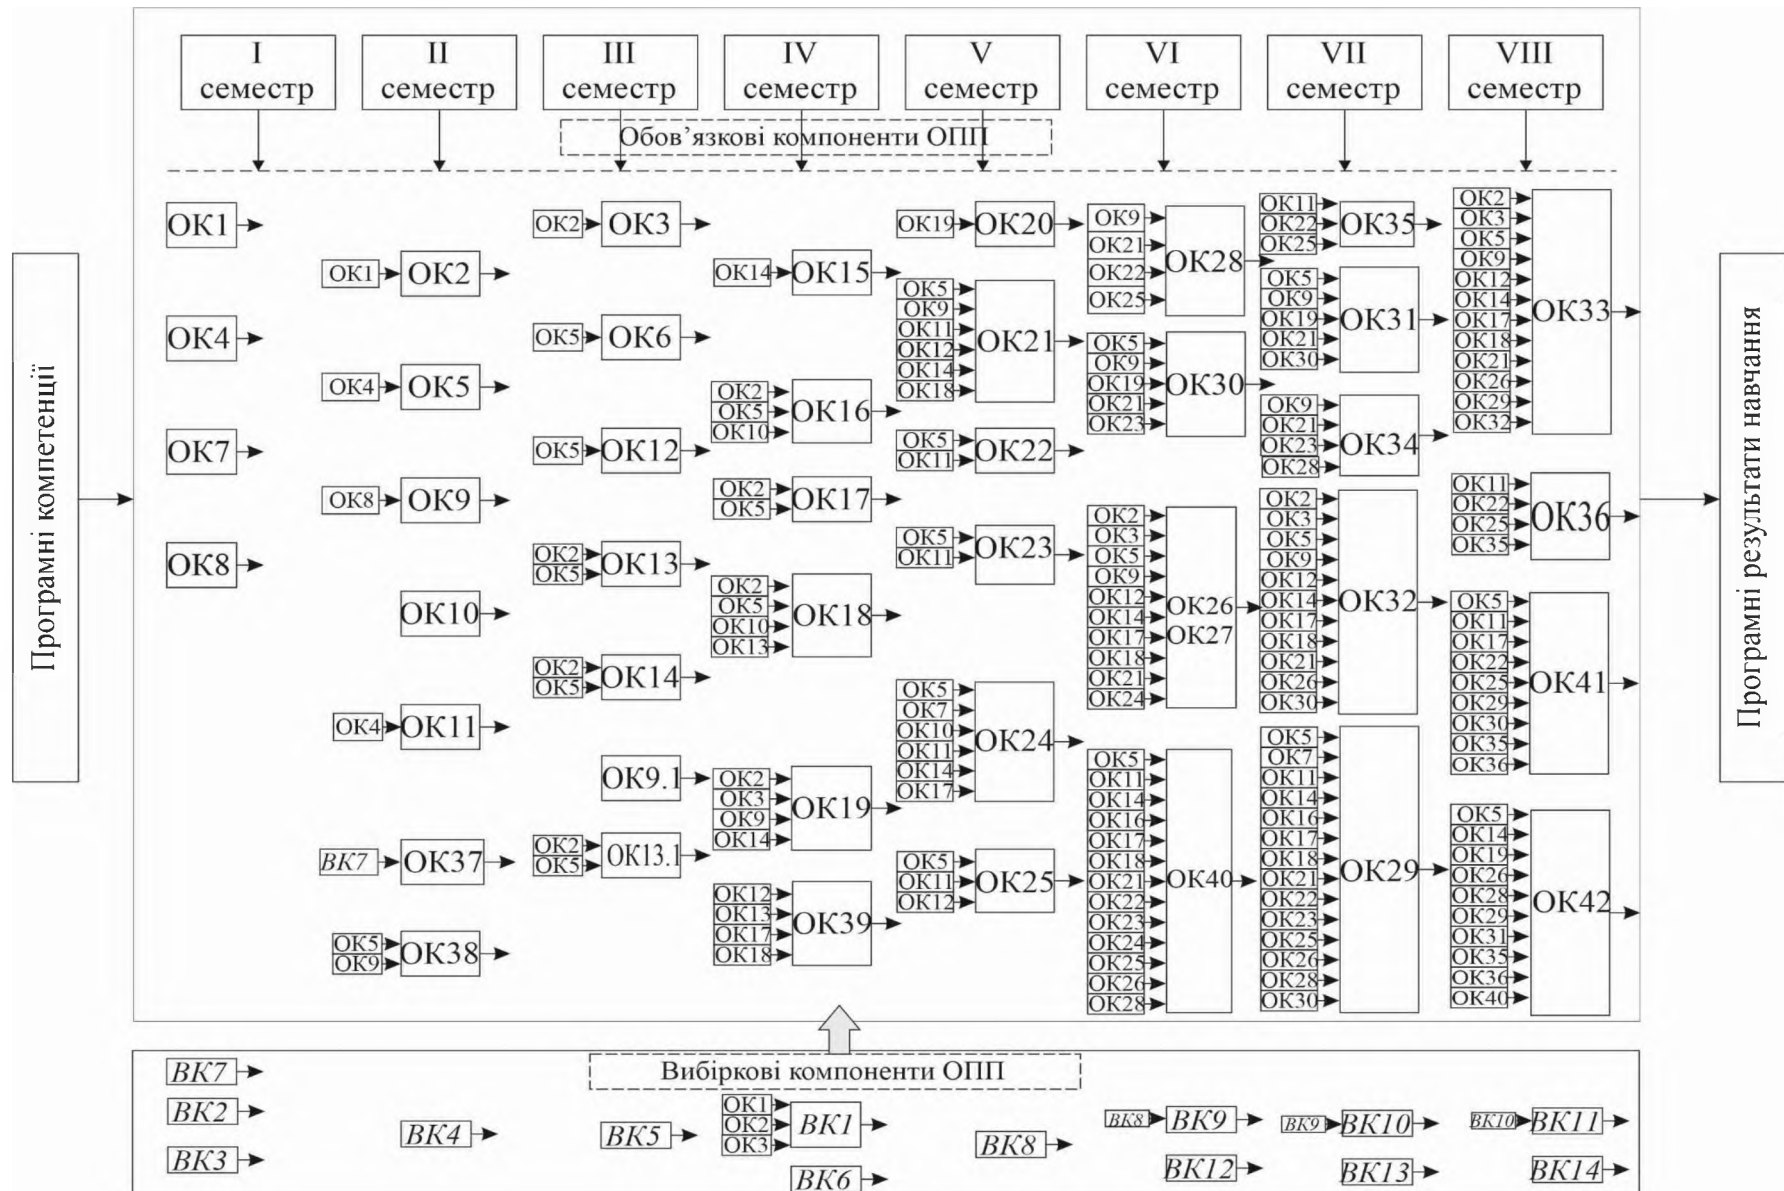 I
семестр
II
семестр
III
семестр
IV
семестр
V
семестр
VI
семестр
VII
семестр
VIII
семестр
Обов’язкові компоненти ОПП
Програмні компетенції
Програмні результати навчання
ОК1
ОК4
ОК7
ОК8
ОК1
ОК2
ОК4
ОК5
ОК8
ОК9
ОК10
ОК4
ОК11
ВК7
ОК37
ОК5
ОК9
ОК38
ОК2
ОК3
ОК5
ОК6
ОК5
ОК12
ОК2
ОК5
ОК13
ОК2
ОК5
ОК14
ОК9.1
ОК2
ОК5
ОК13.1
ОК14
ОК15
ОК2
ОК5
ОК10
ОК16
ОК2
ОК5
ОК17
ОК2
ОК5
ОК10
ОК13
ОК18
ОК2
ОК3
ОК9
ОК14
ОК19
ОК12
ОК13
ОК17
ОК18
ОК39
ОК19
ОК20
ОК5
ОК9
ОК11
ОК12
ОК14
ОК18
ОК21
ОК5
ОК11
ОК22
ОК5
ОК11
ОК23
ОК5
ОК7
ОК10
ОК11
ОК14
ОК17
ОК24
ОК5
ОК11
ОК12
ОК25
ОК9
ОК21
ОК22
ОК25
ОК28
ОК5
ОК9
ОК19
ОК21
ОК23
ОК30
ОК2
ОК3
ОК5
ОК9
ОК12
ОК14
ОК17
ОК18
ОК21
ОК24
ОК26
ОК27
ОК5
ОК11
ОК14
ОК16
ОК17
ОК18
ОК21
ОК22
ОК23
ОК24
ОК25
ОК26
ОК28
ОК40
ОК11
ОК22
ОК25
ОК35
ОК5
ОК9
ОК19
ОК21
ОК30
ОК31
ОК9
ОК21
ОК23
ОК28
ОК34
ОК2
ОК3
ОК5
ОК9
ОК12
ОК14
ОК17
ОК18
ОК21
ОК26
ОК30
ОК32
ОК5
ОК7
ОК11
ОК14
ОК16
ОК17
ОК18
ОК21
ОК22
ОК23
ОК25
ОК26
ОК28
ОК30
ОК29
ОК2
ОК3
ОК5
ОК9
ОК12
ОК14
ОК17
ОК18
ОК21
ОК26
ОК29
ОК32
ОК33
ОК11
ОК22
ОК25
ОК35
ОК36
ОК5
ОК11
ОК17
ОК22
ОК25
ОК29
ОК30
ОК35
ОК36
ОК41
ОК5
ОК14
ОК19
ОК26
ОК28
ОК29
ОК31
ОК35
ОК36
ОК40
ОК42
Вибіркові компоненти ОПП
ВК7
ВК2
ВК3
ВК4
ВК5
ОК1
ОК2
ОК3
ВК1
ВК6
ВК8
ВК8
ВК9
ВК12
ВК9
ВК10
ВК13
ВК10
ВК11
ВК14